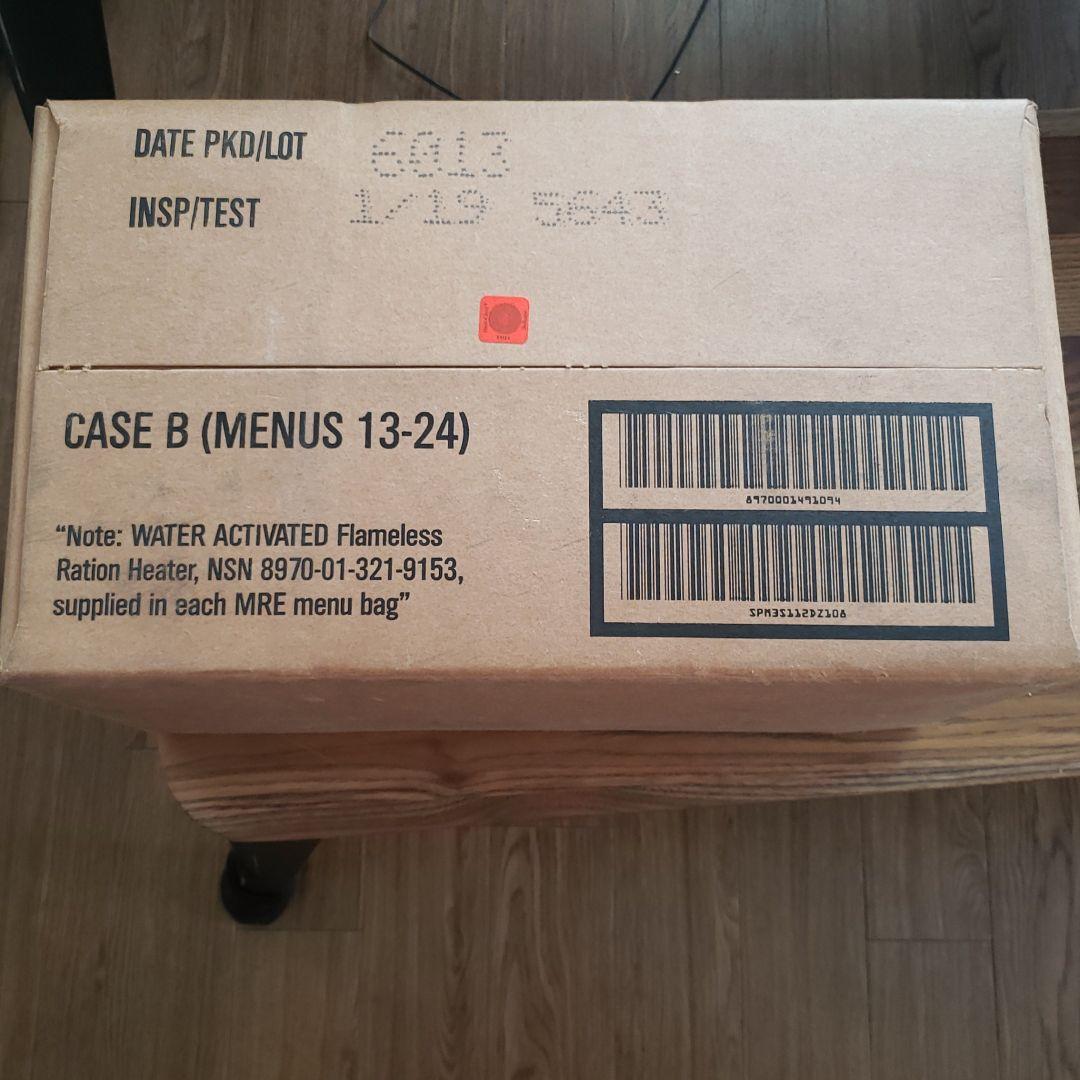 DATE PKD/LOT 6013
INSP/TEST 1/19 5643
CASE B (MENUS 13-24)
"Note: WATER ACTIVATED Flameless
Ration Heater, NSN 8970-01-321-9153,
supplied in each MRE menu bag"
8970001491094
SPM3S112DZ108